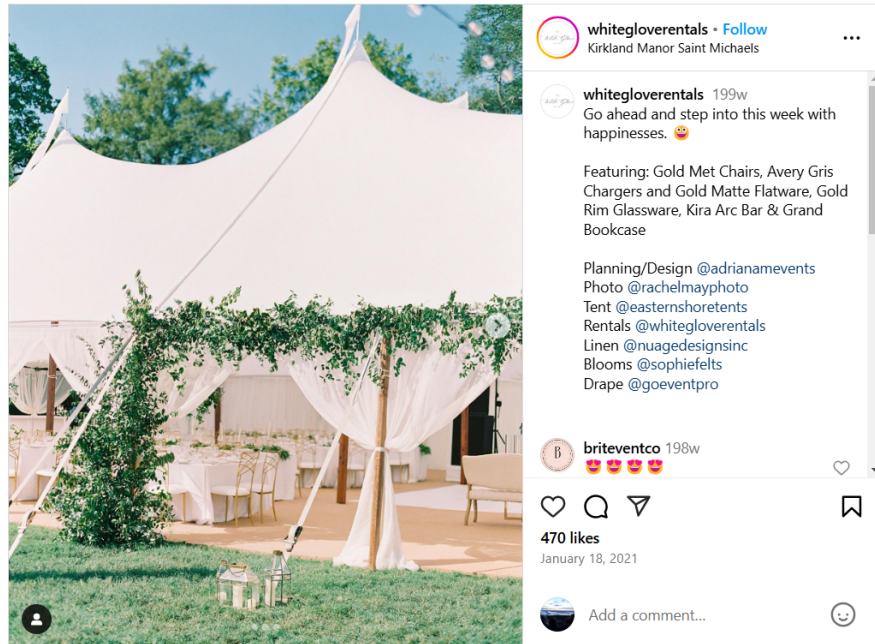 whitegloverentals • Follow
Kirkland Manor Saint Michaels
whitegloverentals 199w
Go ahead and step into this week with
happinesses. 😀
Featuring: Gold Met Chairs, Avery Gris
Chargers and Gold Matte Flatware, Gold
Rim Glassware, Kira Arc Bar & Grand
Bookcase
Planning/Design @adrianamevents
Photo @rachelmayphoto
Tent @easternshoretents
Rentals @whitegloverentals
Linen @nuagedesignsinc
Blooms @sophiefelts
Drape @goeventpro
B
briteventco 198w
😍😍😍😍
470 likes
January 18, 2021
Add a comment...